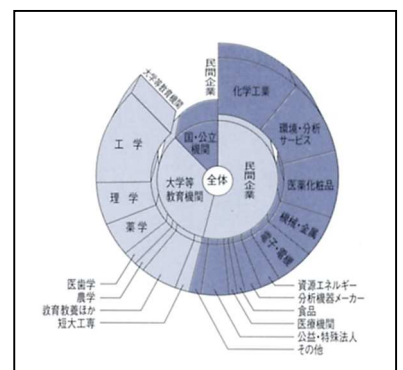 民間企業
大学等教育機関
化学工業
環境・分析
サービス
医薬化粧品
機械・金属
電子・電機
工学
理学
薬学
国・公立
機関
全体
民間企業
大学等
教育機関
医歯学
農学
教育教養ほか
短大工専
資源エネルギー
分析機器メーカー
食品
医療機関
公益・特殊法人
その他